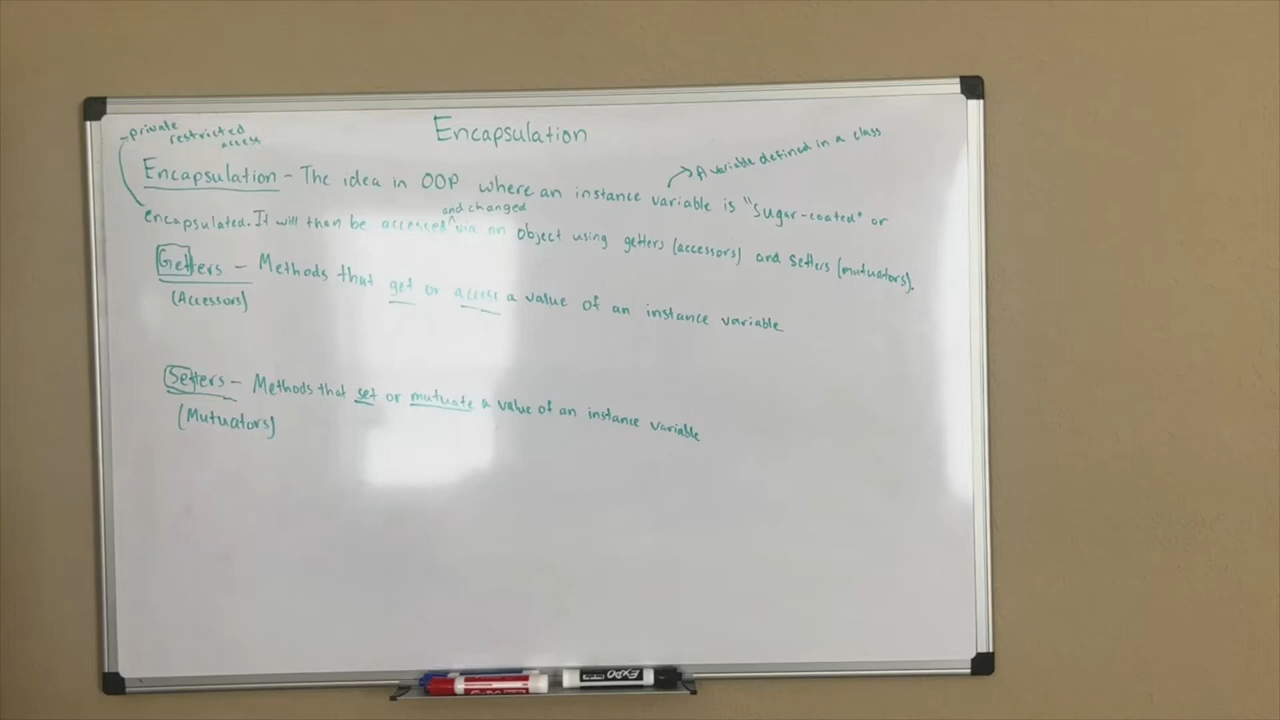 Encapsulation
- private
restricted
access
A variable defined in a class
Encapsulation - The idea in OOP where an instance variable is "sugar-coated" or
and changed
encapsulated. It will than be accessed ^ via an object using getters (accessors) and setters (mutuators).
Getters - Methods that get or access a value of an instance variable
(Accessors)
Setters - Methods that set or mutuate a value of an instance variable
(Mutuators)
EXPO